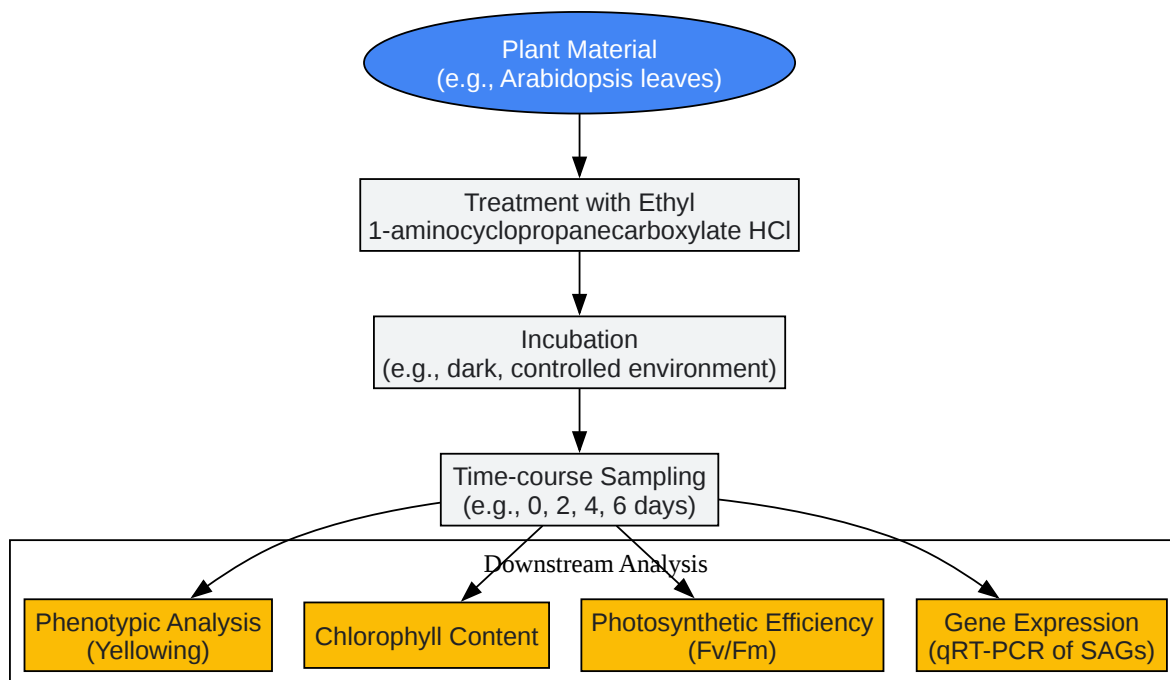 Plant Material
(e.g., Arabidopsis leaves)
Treatment with Ethyl
1-aminocyclopropanecarboxylate HCl
Incubation
(e.g., dark, controlled environment)
Time-course Sampling
(e.g., 0, 2, 4, 6 days)
Downstream Analysis
Phenotypic Analysis
(Yellowing)
Chlorophyll Content
Photosynthetic Efficiency
(Fv/Fm)
Gene Expression
(qRT-PCR of SAGs)